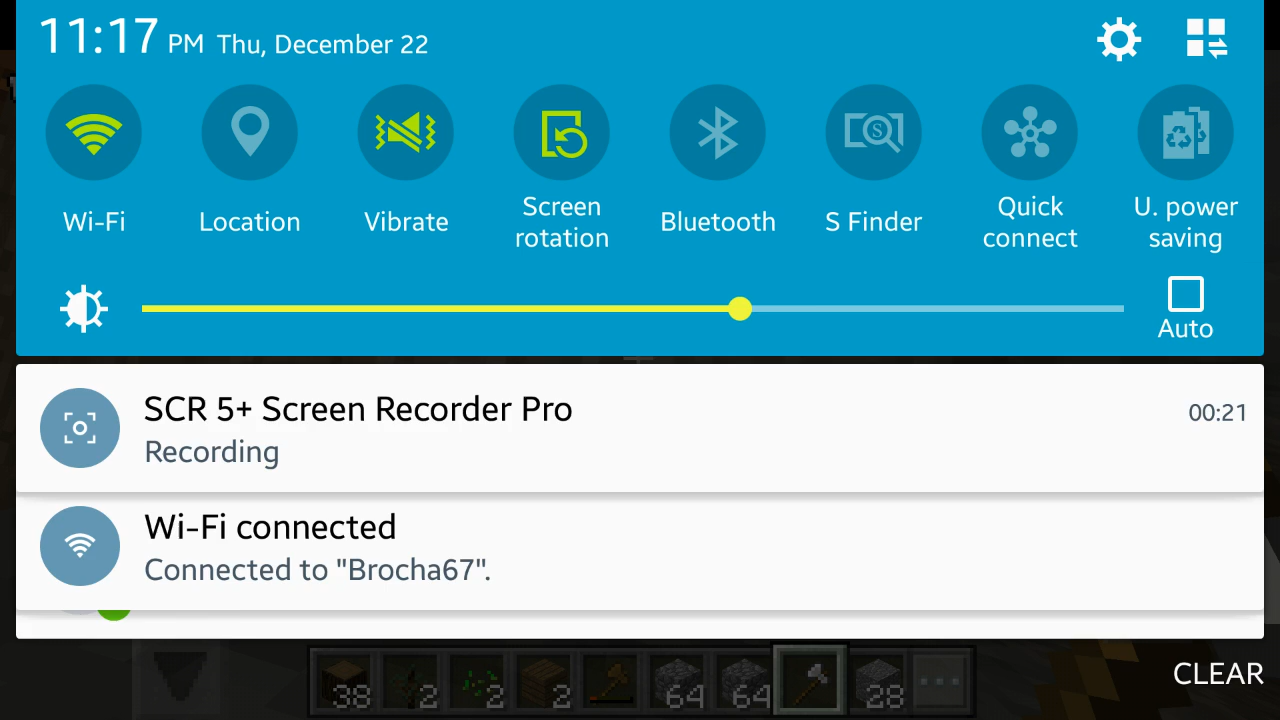 11:17 PM Thu, December 22
Wi-Fi
Location
Vibrate
Screen rotation
Bluetooth
S Finder
Quick connect
U. power saving
Auto
SCR 5+ Screen Recorder Pro 00:21
Recording
Wi-Fi connected
Connected to "Brocha67".
38 2 2 2 64 64 28
CLEAR